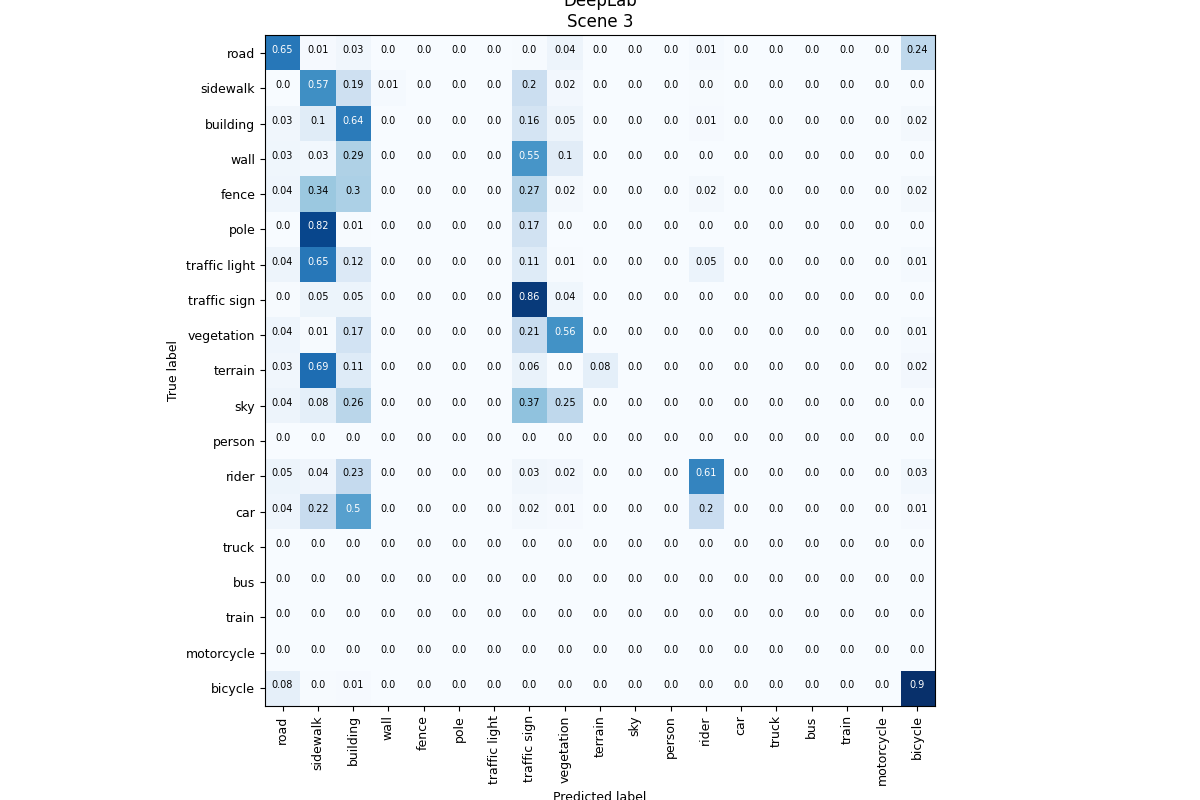 DeepLab
Scene 3
road 0.65 0.01 0.03 0.0 0.0 0.0 0.0 0.0 0.04 0.0 0.0 0.0 0.01 0.0 0.0 0.0 0.0 0.0 0.24
sidewalk 0.0 0.57 0.19 0.01 0.0 0.0 0.0 0.2 0.02 0.0 0.0 0.0 0.0 0.0 0.0 0.0 0.0 0.0 0.0
building 0.03 0.1 0.64 0.0 0.0 0.0 0.0 0.16 0.05 0.0 0.0 0.0 0.01 0.0 0.0 0.0 0.0 0.0 0.02
wall 0.03 0.03 0.29 0.0 0.0 0.0 0.0 0.55 0.1 0.0 0.0 0.0 0.0 0.0 0.0 0.0 0.0 0.0 0.0
fence 0.04 0.34 0.3 0.0 0.0 0.0 0.0 0.27 0.02 0.0 0.0 0.0 0.02 0.0 0.0 0.0 0.0 0.0 0.02
pole 0.0 0.82 0.01 0.0 0.0 0.0 0.0 0.17 0.0 0.0 0.0 0.0 0.0 0.0 0.0 0.0 0.0 0.0 0.0
traffic light 0.04 0.65 0.12 0.0 0.0 0.0 0.0 0.11 0.01 0.0 0.0 0.0 0.05 0.0 0.0 0.0 0.0 0.0 0.01
traffic sign 0.0 0.05 0.05 0.0 0.0 0.0 0.0 0.86 0.04 0.0 0.0 0.0 0.0 0.0 0.0 0.0 0.0 0.0 0.0
vegetation 0.04 0.01 0.17 0.0 0.0 0.0 0.0 0.21 0.56 0.0 0.0 0.0 0.0 0.0 0.0 0.0 0.0 0.0 0.01
terrain 0.03 0.69 0.11 0.0 0.0 0.0 0.0 0.06 0.0 0.08 0.0 0.0 0.0 0.0 0.0 0.0 0.0 0.0 0.02
sky 0.04 0.08 0.26 0.0 0.0 0.0 0.0 0.37 0.25 0.0 0.0 0.0 0.0 0.0 0.0 0.0 0.0 0.0 0.0
person 0.0 0.0 0.0 0.0 0.0 0.0 0.0 0.0 0.0 0.0 0.0 0.0 0.0 0.0 0.0 0.0 0.0 0.0 0.0
rider 0.05 0.04 0.23 0.0 0.0 0.0 0.0 0.03 0.02 0.0 0.0 0.0 0.61 0.0 0.0 0.0 0.0 0.0 0.03
car 0.04 0.22 0.5 0.0 0.0 0.0 0.0 0.02 0.01 0.0 0.0 0.0 0.2 0.0 0.0 0.0 0.0 0.0 0.01
truck 0.0 0.0 0.0 0.0 0.0 0.0 0.0 0.0 0.0 0.0 0.0 0.0 0.0 0.0 0.0 0.0 0.0 0.0 0.0
bus 0.0 0.0 0.0 0.0 0.0 0.0 0.0 0.0 0.0 0.0 0.0 0.0 0.0 0.0 0.0 0.0 0.0 0.0 0.0
train 0.0 0.0 0.0 0.0 0.0 0.0 0.0 0.0 0.0 0.0 0.0 0.0 0.0 0.0 0.0 0.0 0.0 0.0 0.0
motorcycle 0.0 0.0 0.0 0.0 0.0 0.0 0.0 0.0 0.0 0.0 0.0 0.0 0.0 0.0 0.0 0.0 0.0 0.0 0.0
bicycle 0.08 0.0 0.01 0.0 0.0 0.0 0.0 0.0 0.0 0.0 0.0 0.0 0.0 0.0 0.0 0.0 0.0 0.0 0.9
True label
road sidewalk building wall fence pole traffic light traffic sign vegetation terrain sky person rider car truck bus train motorcycle bicycle
Predicted label